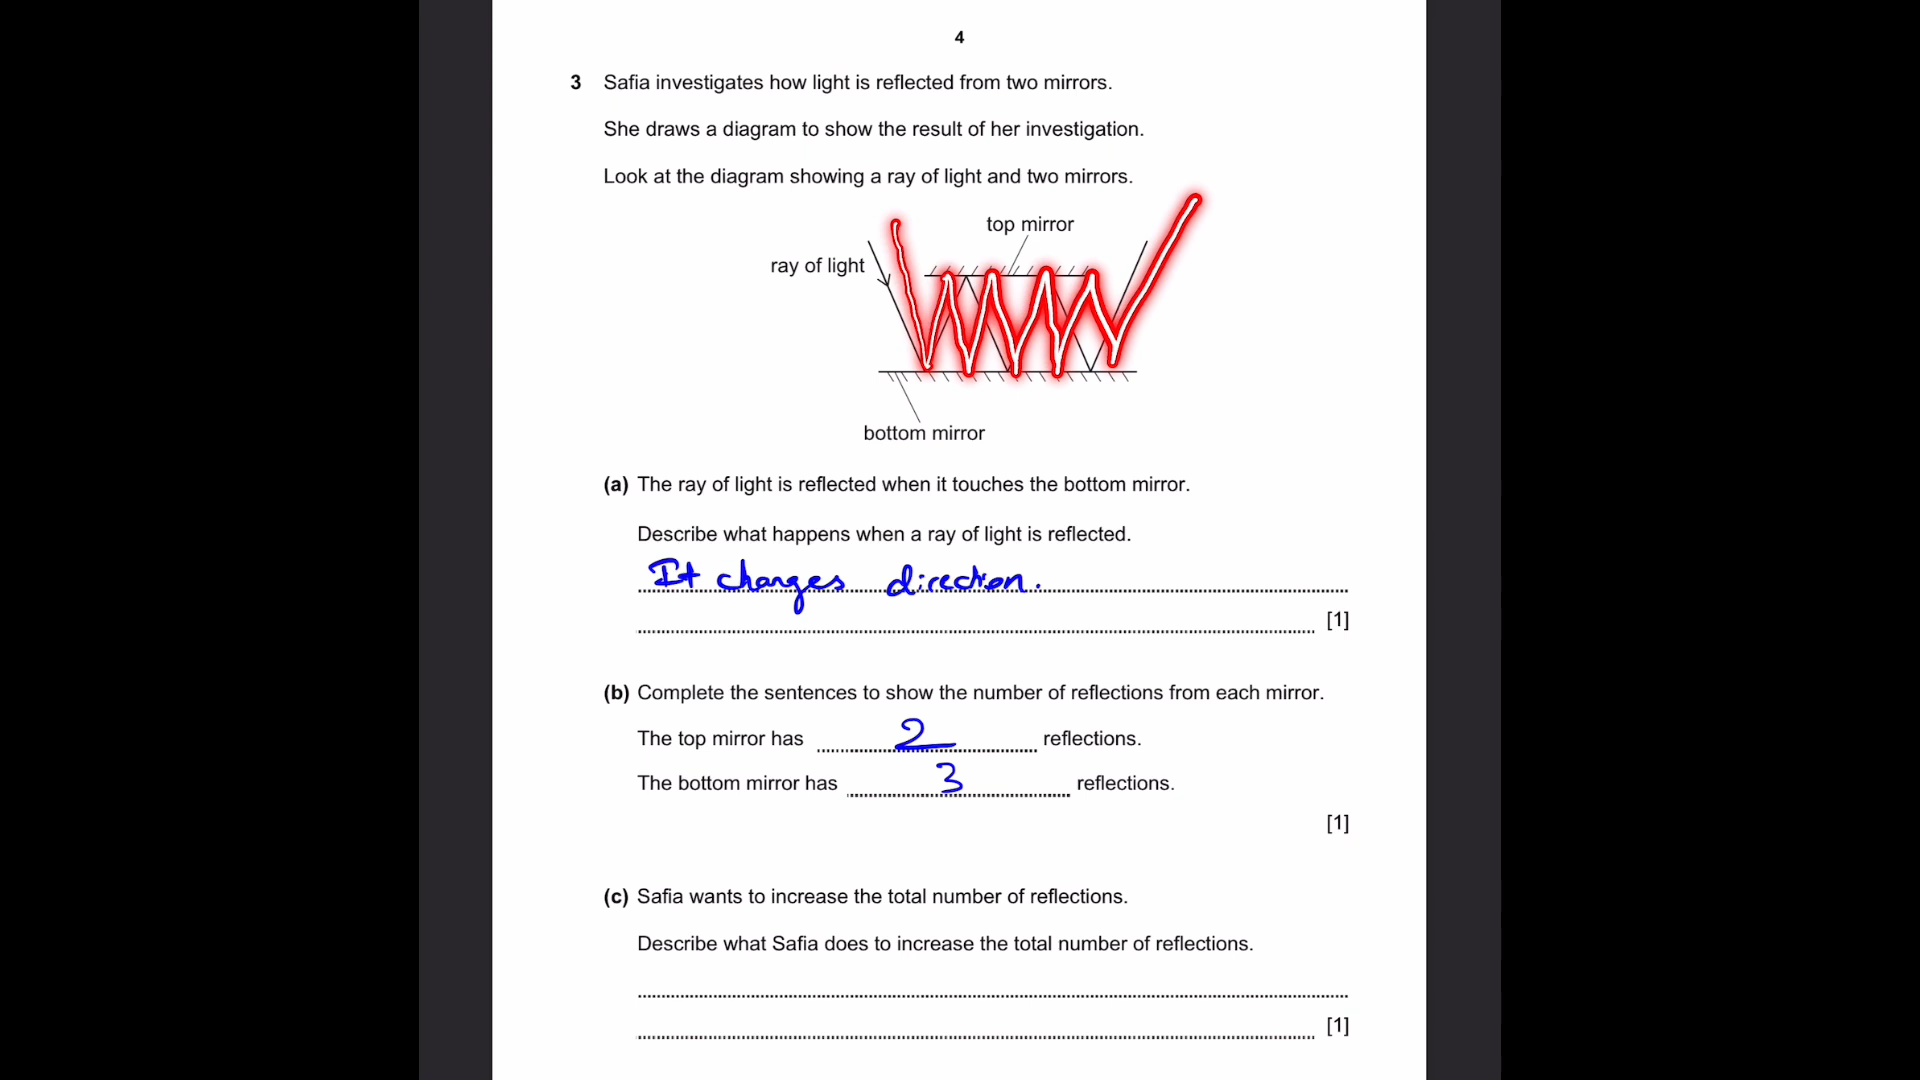 4
3 Safia investigates how light is reflected from two mirrors.
She draws a diagram to show the result of her investigation.
Look at the diagram showing a ray of light and two mirrors.
top mirror
ray of light
bottom mirror
(a) The ray of light is reflected when it touches the bottom mirror.
Describe what happens when a ray of light is reflected.
It changes direction.
[1]
(b) Complete the sentences to show the number of reflections from each mirror.
The top mirror has 2 reflections.
The bottom mirror has 3 reflections.
[1]
(c) Safia wants to increase the total number of reflections.
Describe what Safia does to increase the total number of reflections.
[1]